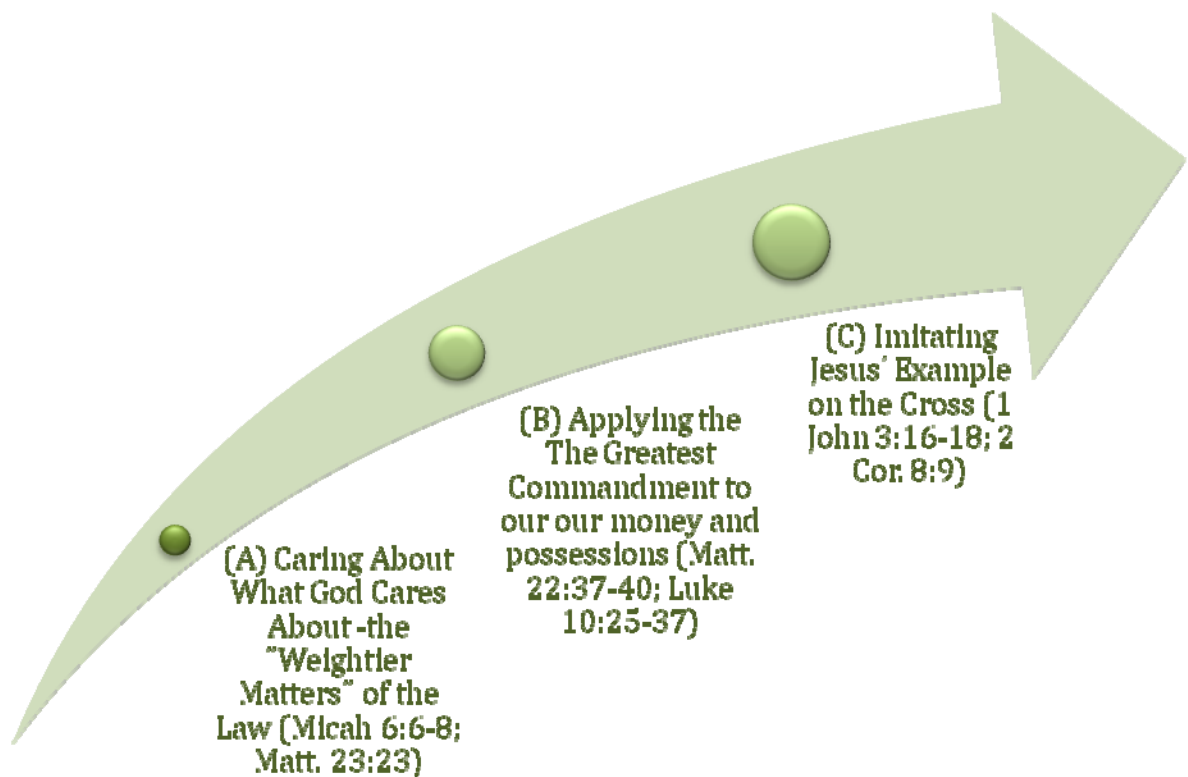 (A) Caring About
What God Cares
About -the
"Weightier
Matters" of the
Law (Micah 6:6-8;
Matt. 23:23)
(B) Applying the
The Greatest
Commandment to
our our money and
possessions (Matt.
22:37-40; Luke
10:25-37)
(C) Imitating
Jesus' Example
on the Cross (1
John 3:16-18; 2
Cor. 8:9)